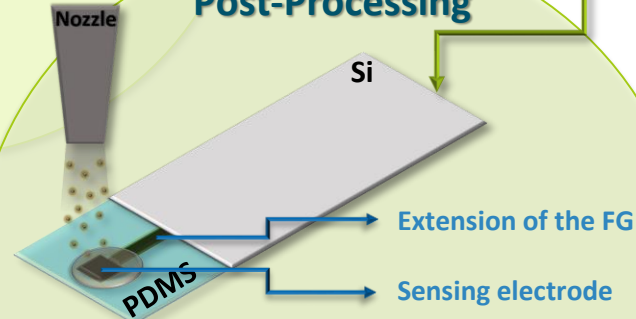 Post-Processing
Nozzle
Si
Extension of the FG
Sensing electrode
PDMS